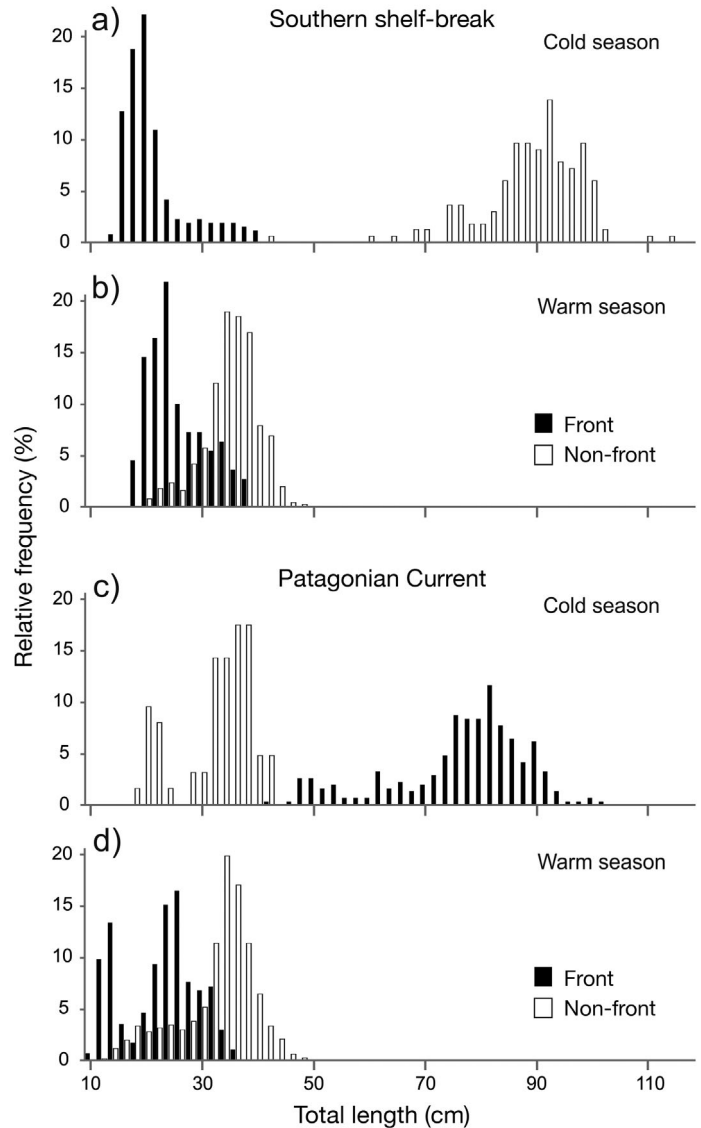 a)
Southern shelf-break
Cold season
20
15
10
5
0
b)
Warm season
20
15
10
5
0
Front
Non-front
Relative frequency (%)
Patagonian Current
c)
Cold season
20
15
10
5
0
d)
Warm season
20
15
10
5
0
Front
Non-front
10 30 50 70 90 110
Total length (cm)